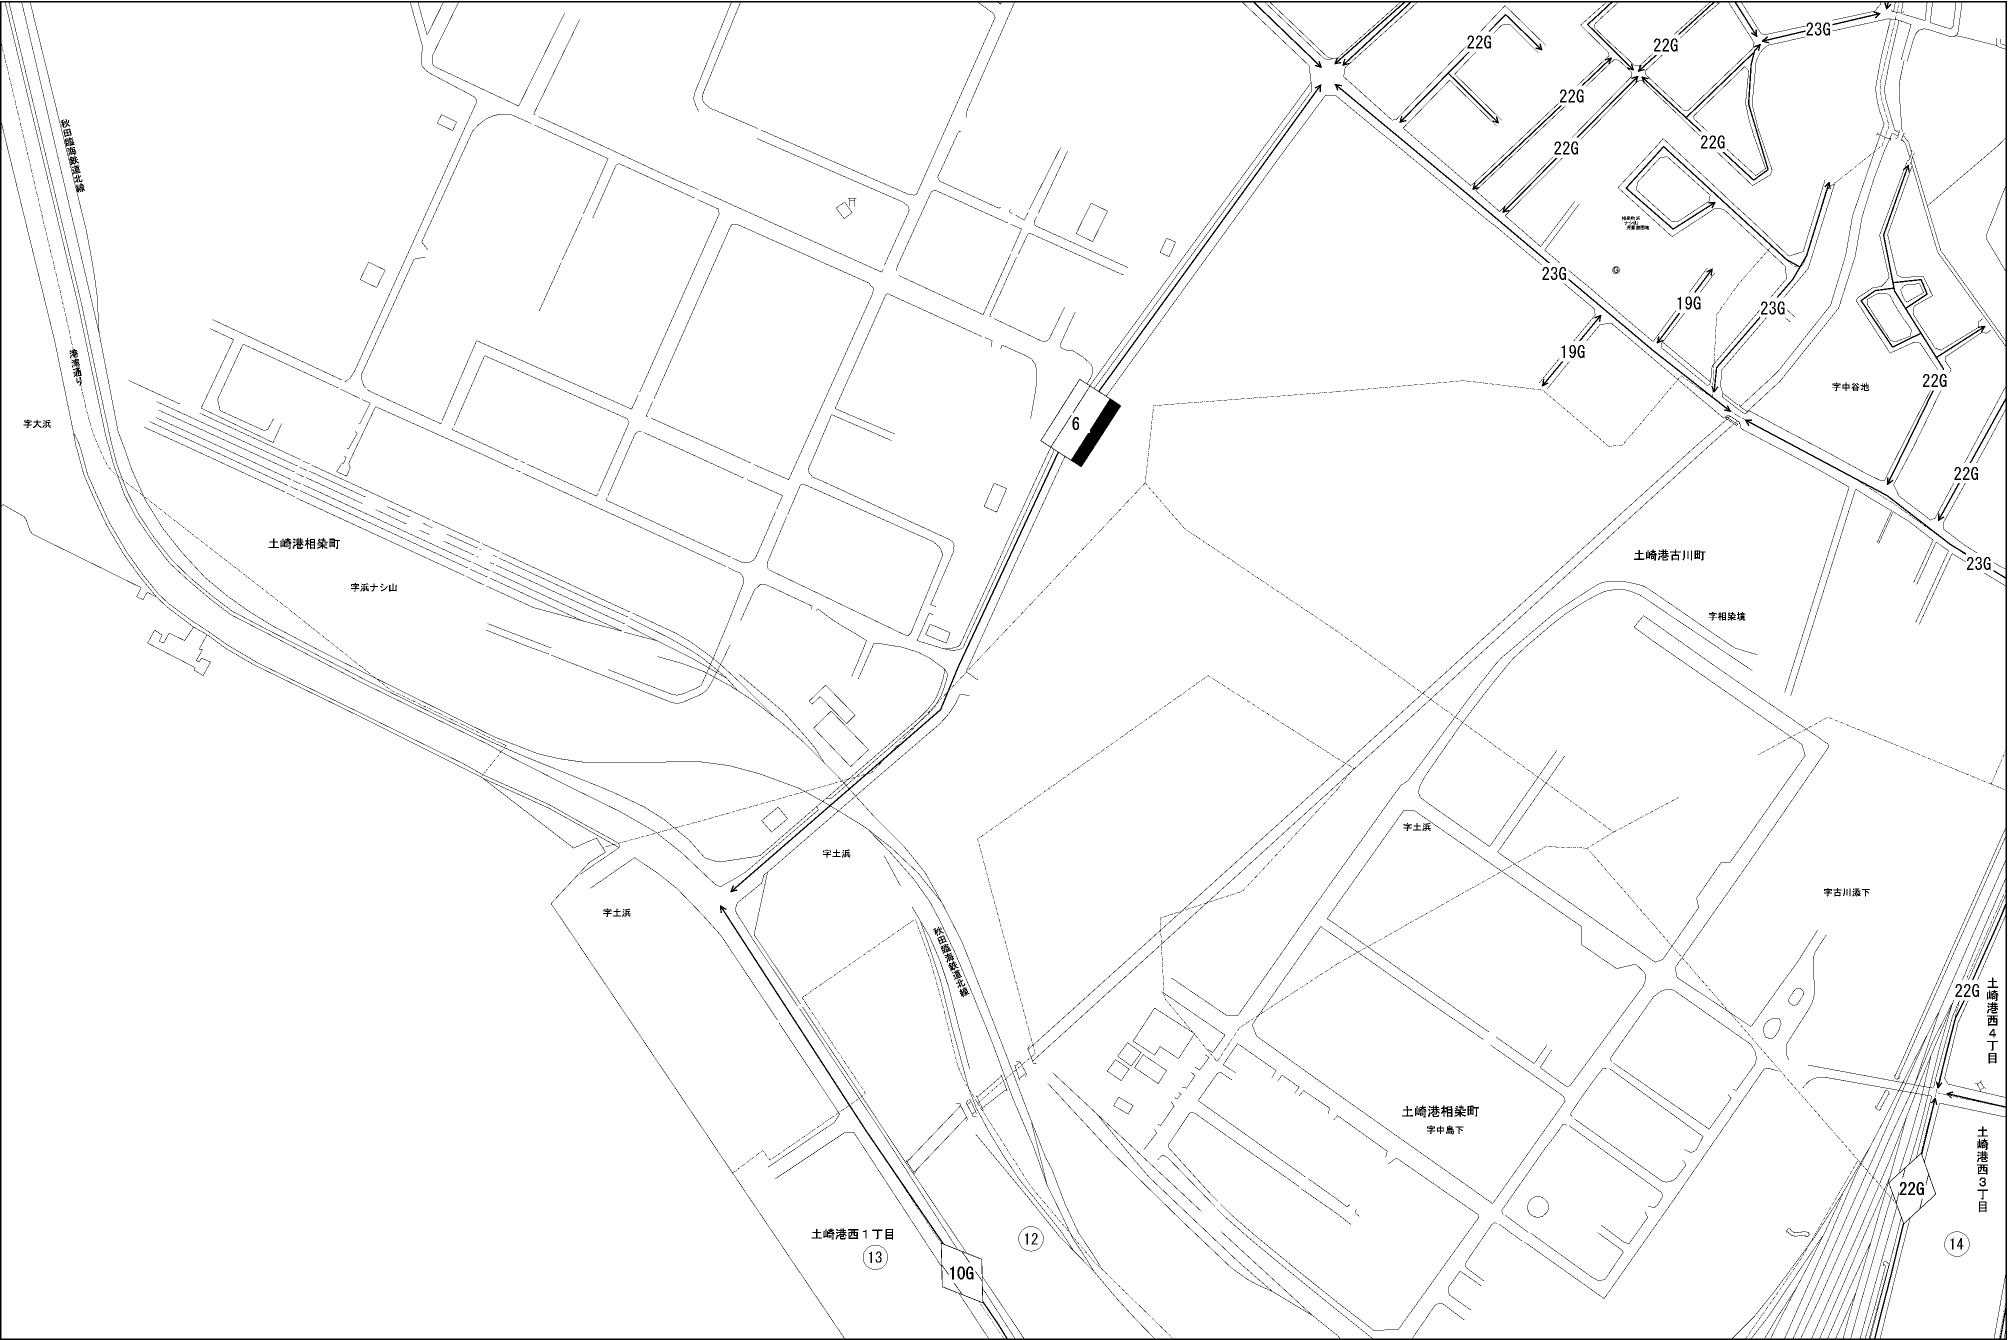 22G
23G
22G
22G
22G
22G
秋田臨海鉄道北線
23G
19G
23G
19G
港湾通り
22G
字中谷地
字大浜
6
22G
土崎港相染町
土崎港古川町
23G
字浜ナシ山
字相染境
字土浜
字土浜
字古川添下
字土浜
秋田臨海鉄道北線
22G
土崎港西4丁目
土崎港相染町
字中島下
土崎港西3丁目
22G
土崎港西1丁目
13
12
14
10G